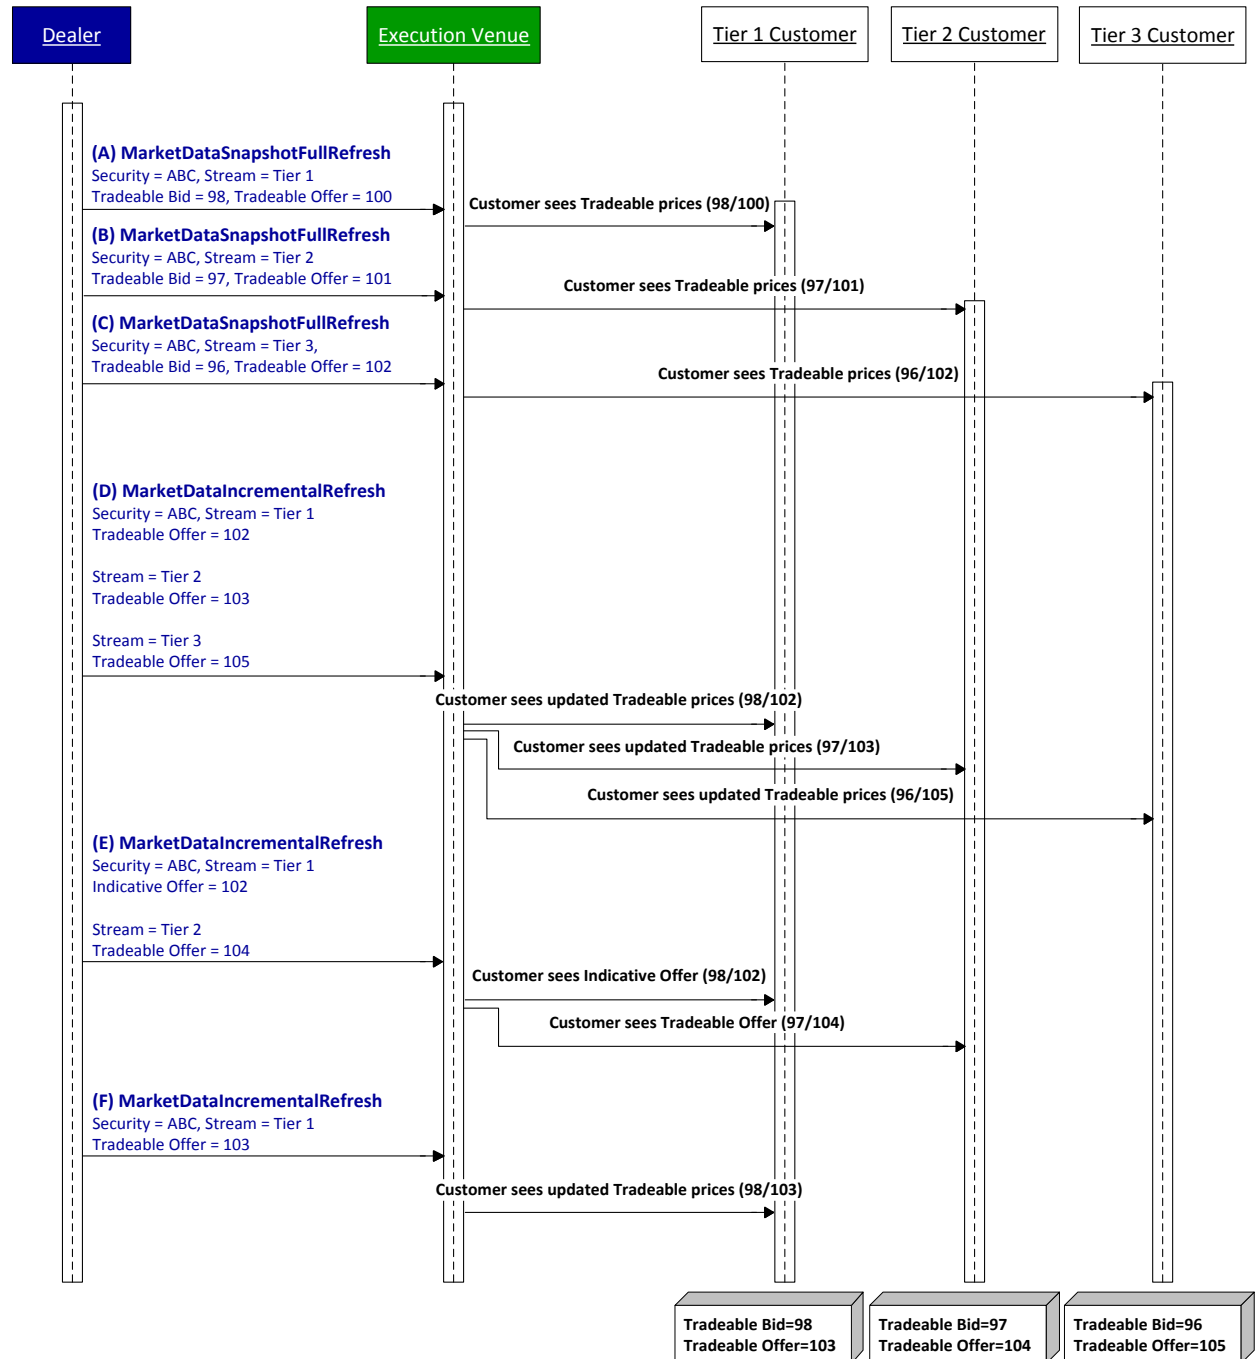 Dealer
Execution Venue
Tier 1 Customer
Tier 2 Customer
Tier 3 Customer
(A) MarketDataSnapshotFullRefresh
Security = ABC, Stream = Tier 1
Tradeable Bid = 98, Tradeable Offer = 100
Customer sees Tradeable prices (98/100)
(B) MarketDataSnapshotFullRefresh
Security = ABC, Stream = Tier 2
Tradeable Bid = 97, Tradeable Offer = 101
Customer sees Tradeable prices (97/101)
(C) MarketDataSnapshotFullRefresh
Security = ABC, Stream = Tier 3,
Tradeable Bid = 96, Tradeable Offer = 102
Customer sees Tradeable prices (96/102)
(D) MarketDataIncrementalRefresh
Security = ABC, Stream = Tier 1
Tradeable Offer = 102
Stream = Tier 2
Tradeable Offer = 103
Stream = Tier 3
Tradeable Offer = 105
Customer sees updated Tradeable prices (98/102)
Customer sees updated Tradeable prices (97/103)
Customer sees updated Tradeable prices (96/105)
(E) MarketDataIncrementalRefresh
Security = ABC, Stream = Tier 1
Indicative Offer = 102
Stream = Tier 2
Tradeable Offer = 104
Customer sees Indicative Offer (98/102)
Customer sees Tradeable Offer (97/104)
(F) MarketDataIncrementalRefresh
Security = ABC, Stream = Tier 1
Tradeable Offer = 103
Customer sees updated Tradeable prices (98/103)
Tradeable Bid=98
Tradeable Offer=103
Tradeable Bid=97
Tradeable Offer=104
Tradeable Bid=96
Tradeable Offer=105